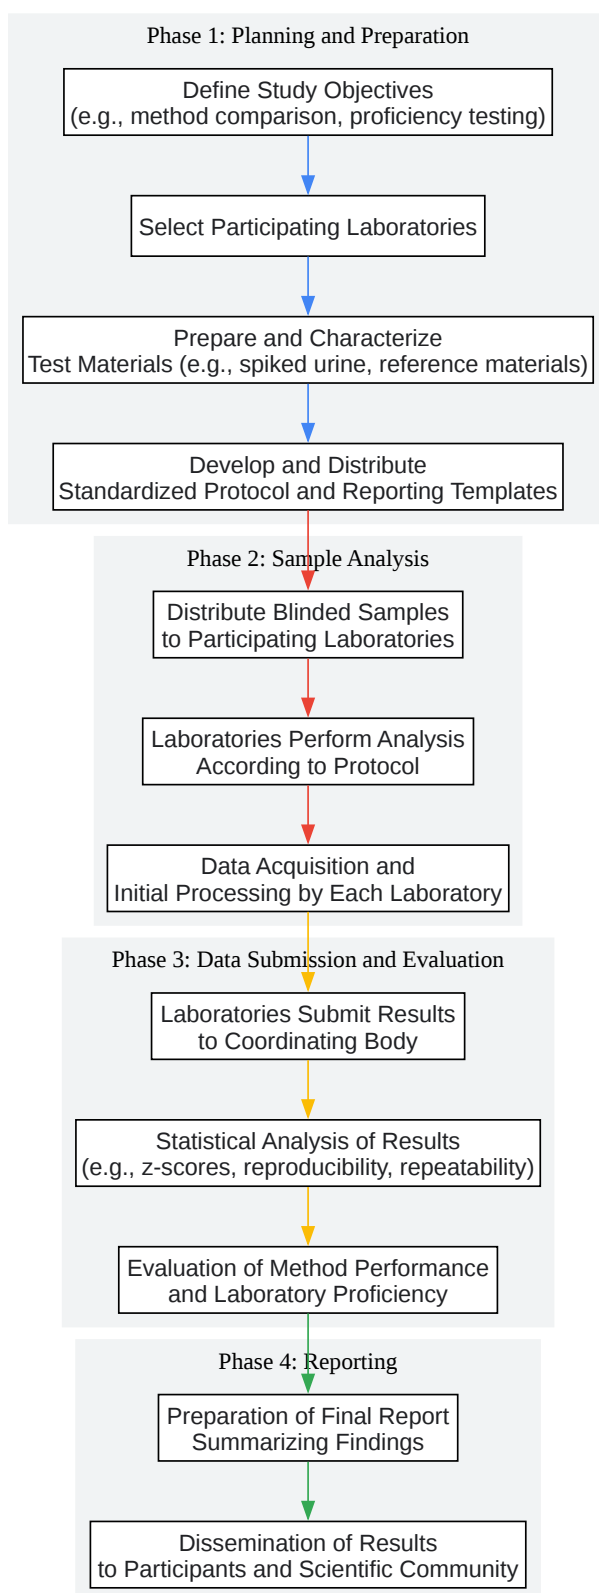 Phase 1: Planning and Preparation
Define Study Objectives
(e.g., method comparison, proficiency testing)
Select Participating Laboratories
Prepare and Characterize
Test Materials (e.g., spiked urine, reference materials)
Develop and Distribute
Standardized Protocol and Reporting Templates
Phase 2: Sample Analysis
Distribute Blinded Samples
to Participating Laboratories
Laboratories Perform Analysis
According to Protocol
Data Acquisition and
Initial Processing by Each Laboratory
Phase 3: Data Submission and Evaluation
Laboratories Submit Results
to Coordinating Body
Statistical Analysis of Results
(e.g., z-scores, reproducibility, repeatability)
Evaluation of Method Performance
and Laboratory Proficiency
Phase 4: Reporting
Preparation of Final Report
Summarizing Findings
Dissemination of Results
to Participants and Scientific Community